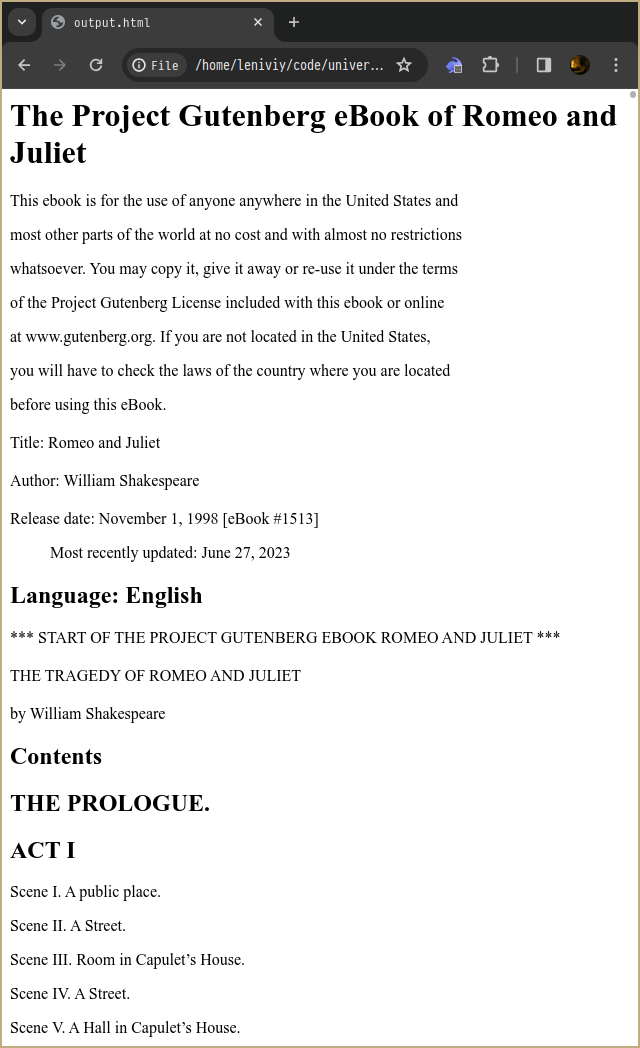 output.html
File
/home/leniviy/code/univer...
The Project Gutenberg eBook of Romeo and
Juliet
This ebook is for the use of anyone anywhere in the United States and
most other parts of the world at no cost and with almost no restrictions
whatsoever. You may copy it, give it away or re-use it under the terms
of the Project Gutenberg License included with this ebook or online
at www.gutenberg.org. If you are not located in the United States,
you will have to check the laws of the country where you are located
before using this eBook.
Title: Romeo and Juliet
Author: William Shakespeare
Release date: November 1, 1998 [eBook #1513]
Most recently updated: June 27, 2023
Language: English
*** START OF THE PROJECT GUTENBERG EBOOK ROMEO AND JULIET ***
THE TRAGEDY OF ROMEO AND JULIET
by William Shakespeare
Contents
THE PROLOGUE.
ACT I
Scene I. A public place.
Scene II. A Street.
Scene III. Room in Capulet’s House.
Scene IV. A Street.
Scene V. A Hall in Capulet’s House.